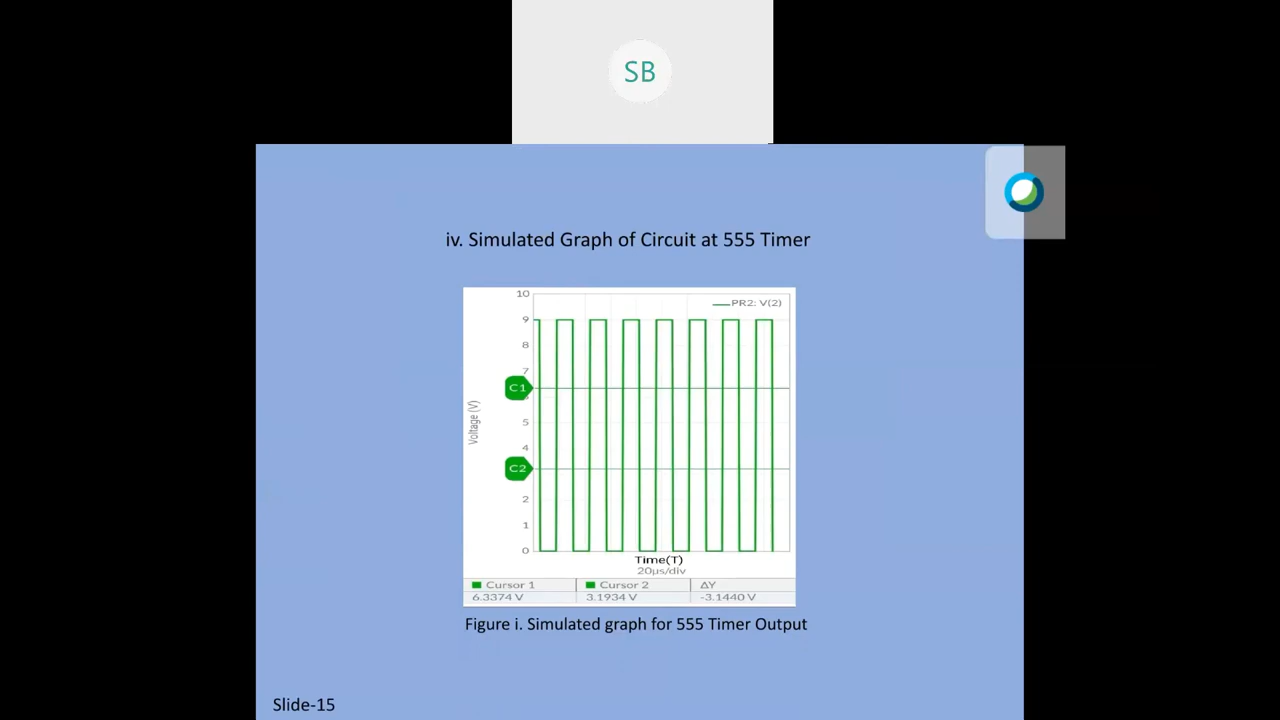 SB
iv. Simulated Graph of Circuit at 555 Timer
10
PR2: V(2)
9
8
7
C1
5
Voltage (V)
4
C2
2
1
0
Time(T)
20µs/div
Cursor 1 Cursor 2 ΔY
6.3374 V 3.1934 V -3.1440 V
Figure i. Simulated graph for 555 Timer Output
Slide-15